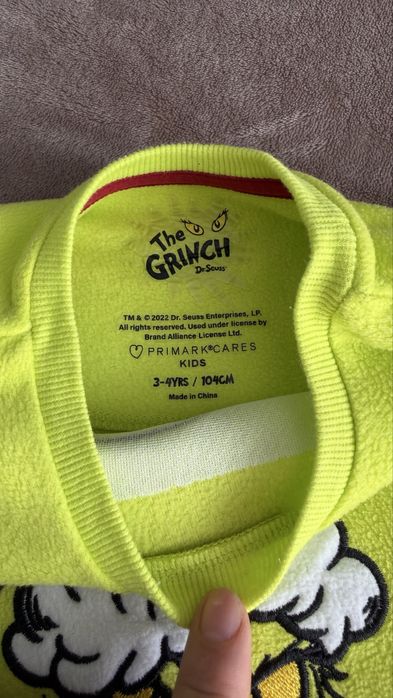 The
GRINCH
Dr. Seuss
TM & © 2022 Dr. Seuss Enterprises, LP.
All rights reserved. Used under license by
Brand Alliance License Ltd.
PRIMARK®CARES
KIDS
3-4YRS / 104CM
Made in China